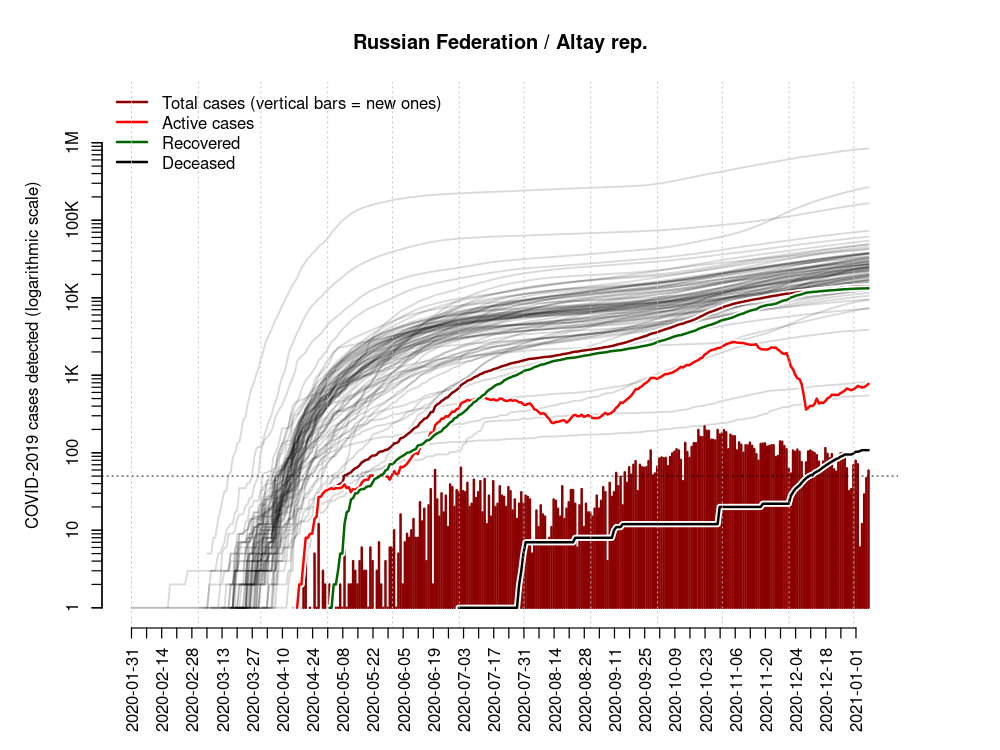 Russian Federation / Altay rep.
Total cases (vertical bars = new ones)
Active cases
Recovered
Deceased
COVID-2019 cases detected (logarithmic scale)
1M
100K
10K
1K
100
10
1
2020-01-31
2020-02-14
2020-02-28
2020-03-13
2020-03-27
2020-04-10
2020-04-24
2020-05-08
2020-05-22
2020-06-05
2020-06-19
2020-07-03
2020-07-17
2020-07-31
2020-08-14
2020-08-28
2020-09-11
2020-09-25
2020-10-09
2020-10-23
2020-11-06
2020-11-20
2020-12-04
2020-12-18
2021-01-01